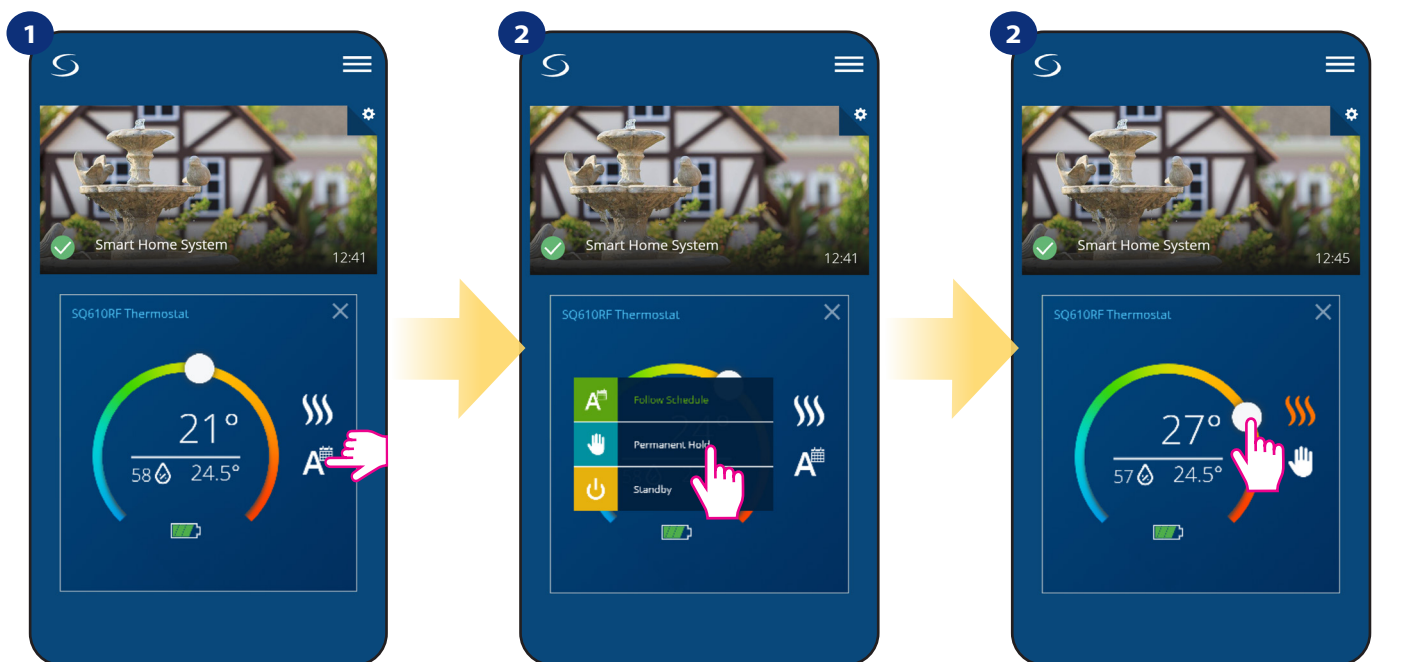 1
Smart Home System
12:41
SQ610RF Thermostat
21°
58 24.5°
A
2
Smart Home System
12:41
SQ610RF Thermostat
A Follow Schedule
Permanent Hold
A
Standby
2
Smart Home System
12:45
SQ610RF Thermostat
27°
57 24.5°